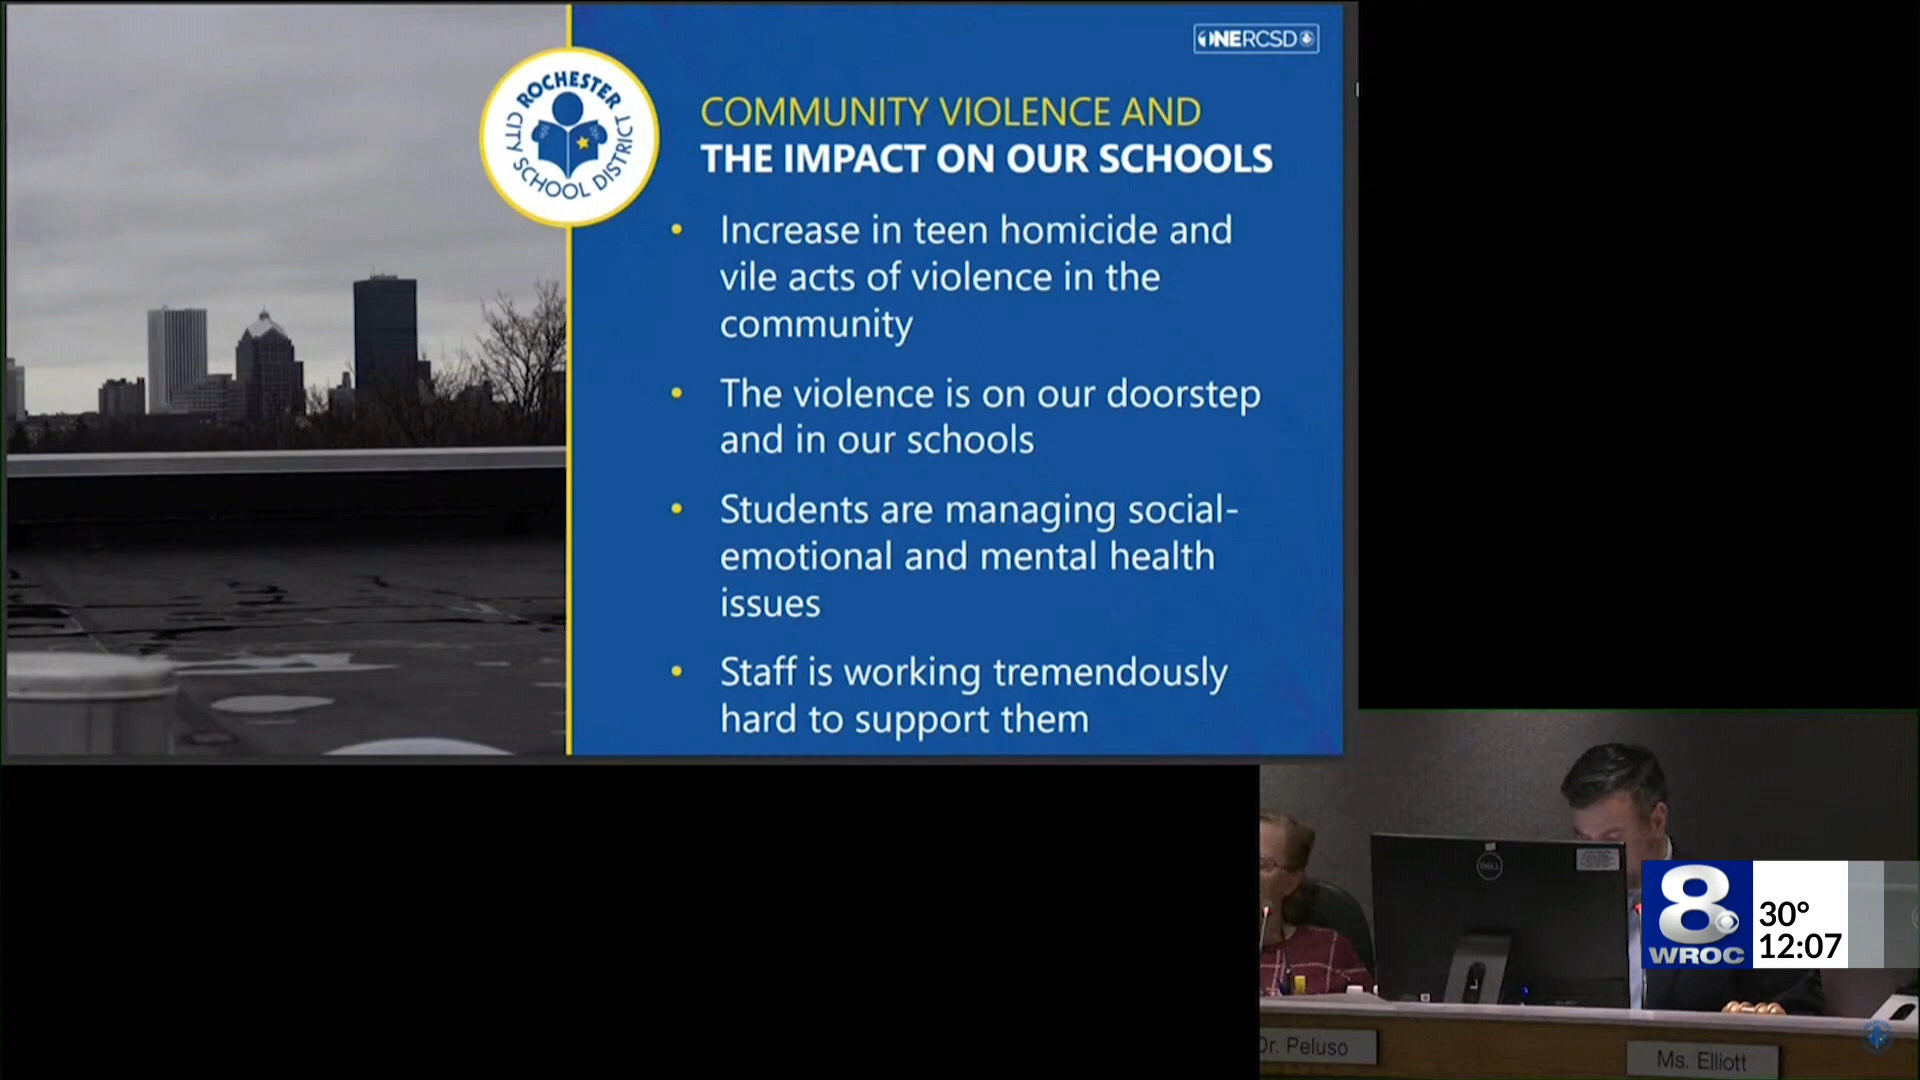 ONERCSD
ROCHESTER
CITY SCHOOL DISTRICT
COMMUNITY VIOLENCE AND
THE IMPACT ON OUR SCHOOLS
• Increase in teen homicide and
vile acts of violence in the
community
• The violence is on our doorstep
and in our schools
• Students are managing social-
emotional and mental health
issues
• Staff is working tremendously
hard to support them
DELL
8
WROC
30°
12:07
Dr. Peluso
Ms. Elliott